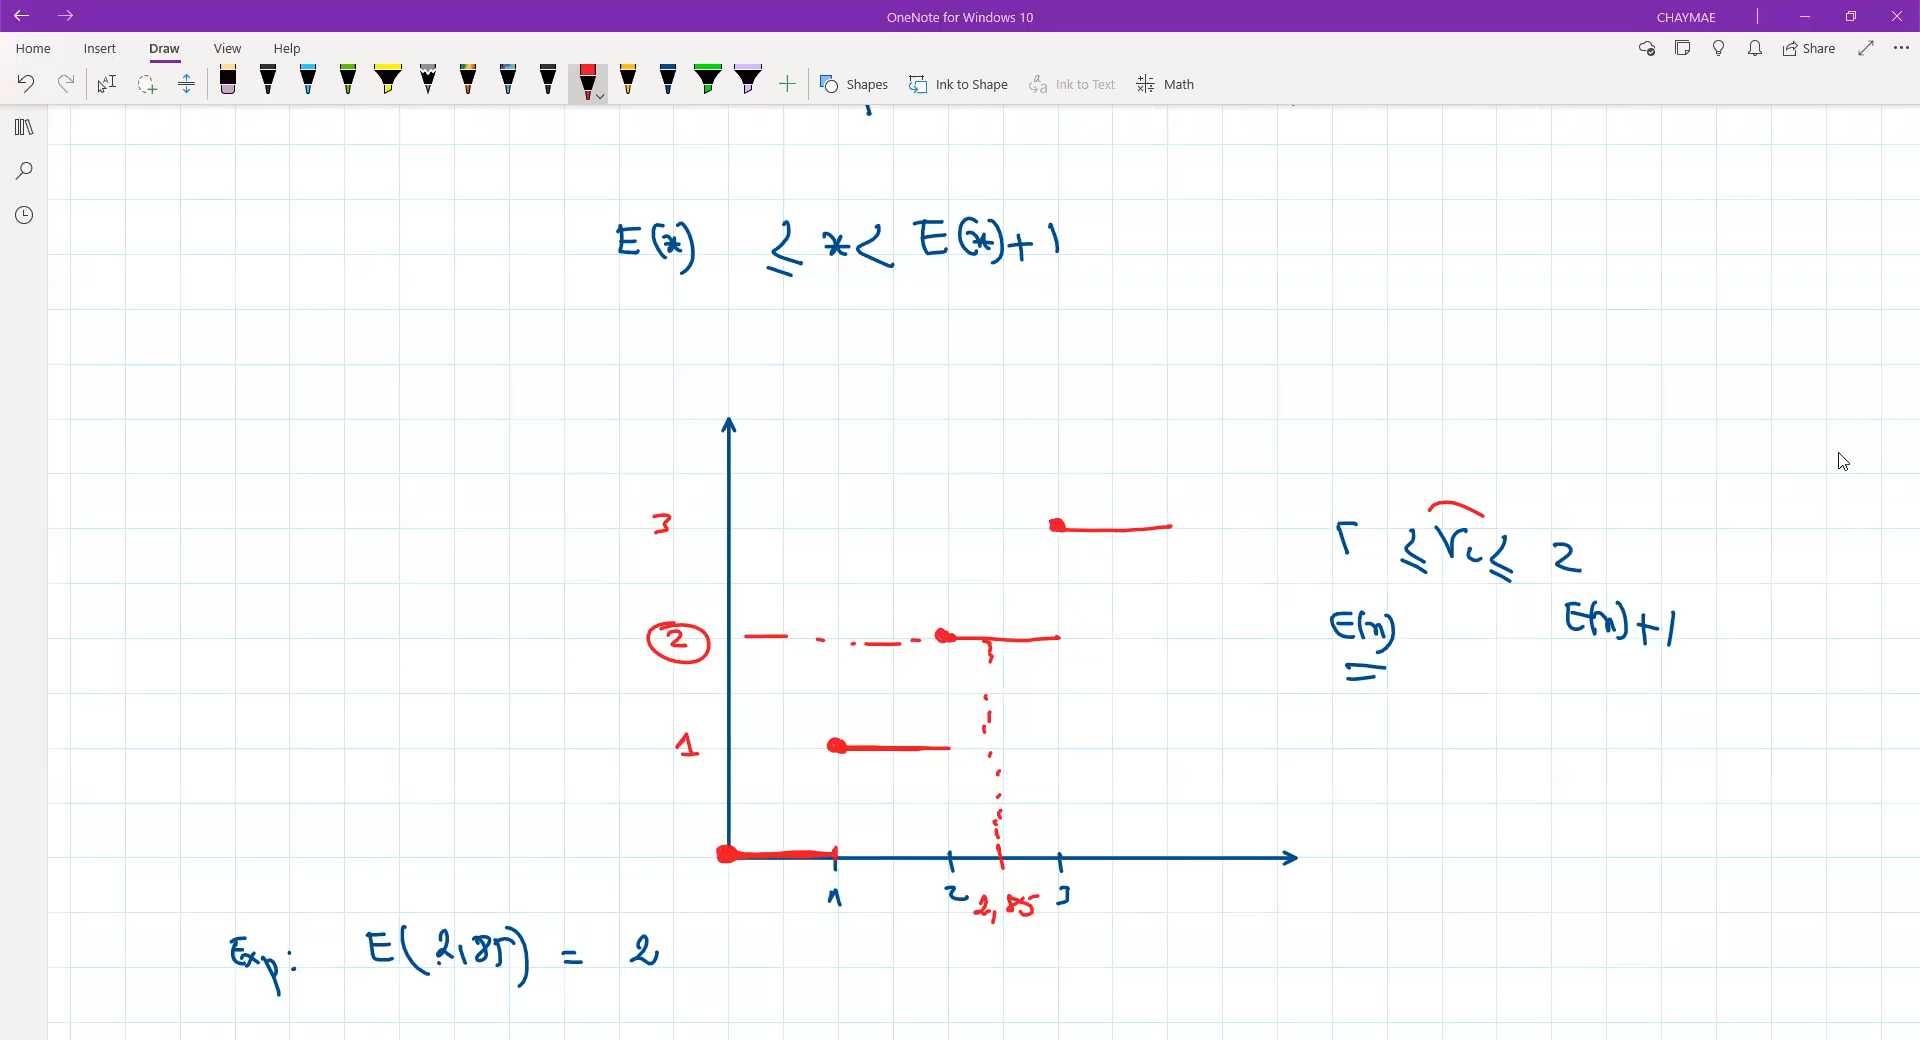 OneNote for Windows 10
CHAYMAE
Home Insert Draw View Help
Share
Shapes Ink to Shape Ink to Text Math
E(x) ≤ x < E(x)+1
3
≤ ≤ 2
2
E(x) E(x)+1
1
1 2 2,85 3
Exp: E(2,85) = 2